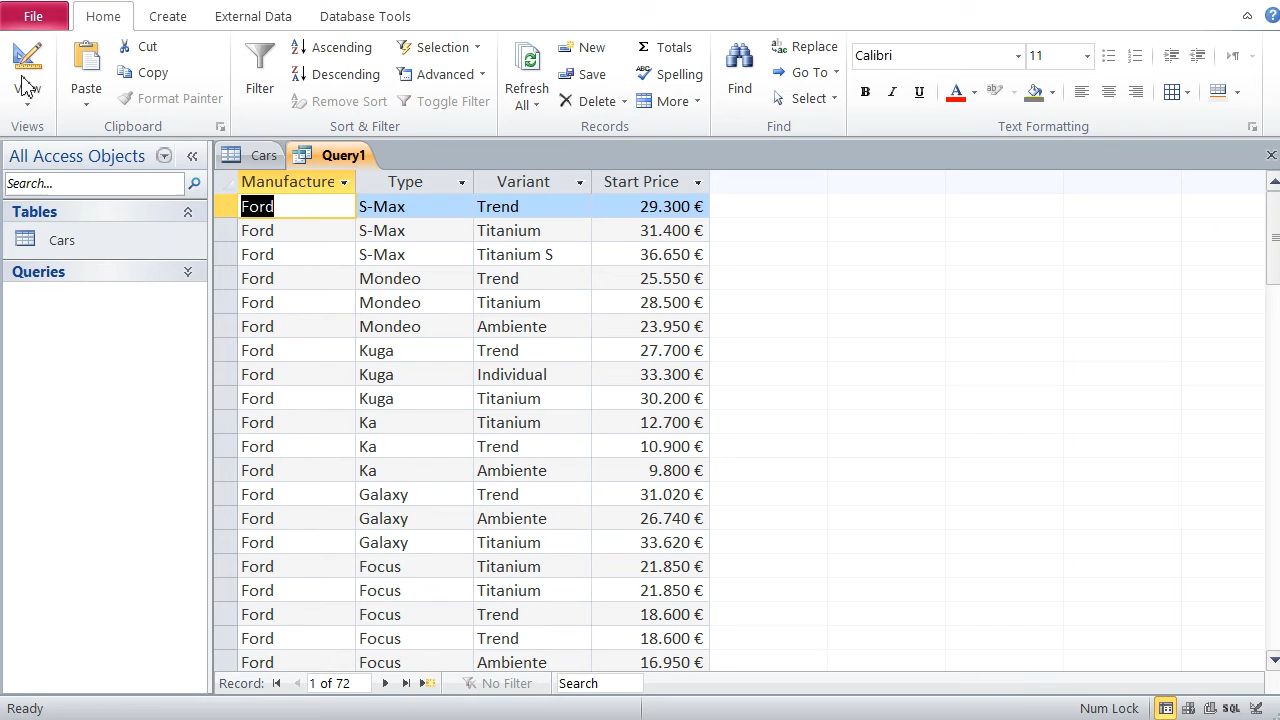 File Home Create External Data Database Tools
View Paste Cut Copy Format Painter
Filter Ascending Descending Remove Sort Selection Advanced Toggle Filter
Refresh All New Save Delete Totals Spelling More
Find Replace Go To Select
Calibri 11
B I U A
Views Clipboard Sort & Filter Records Find Text Formatting
All Access Objects
Search...
Tables
Cars
Queries
Cars Query1
Manufacture Type Variant Start Price
Ford S-Max Trend 29.300 €
Ford S-Max Titanium 31.400 €
Ford S-Max Titanium S 36.650 €
Ford Mondeo Trend 25.550 €
Ford Mondeo Titanium 28.500 €
Ford Mondeo Ambiente 23.950 €
Ford Kuga Trend 27.700 €
Ford Kuga Individual 33.300 €
Ford Kuga Titanium 30.200 €
Ford Ka Titanium 12.700 €
Ford Ka Trend 10.900 €
Ford Ka Ambiente 9.800 €
Ford Galaxy Trend 31.020 €
Ford Galaxy Ambiente 26.740 €
Ford Galaxy Titanium 33.620 €
Ford Focus Titanium 21.850 €
Ford Focus Titanium 21.850 €
Ford Focus Trend 18.600 €
Ford Focus Trend 18.600 €
Ford Focus Ambiente 16.950 €
Record: 1 of 72 No Filter Search
Ready Num Lock SQL